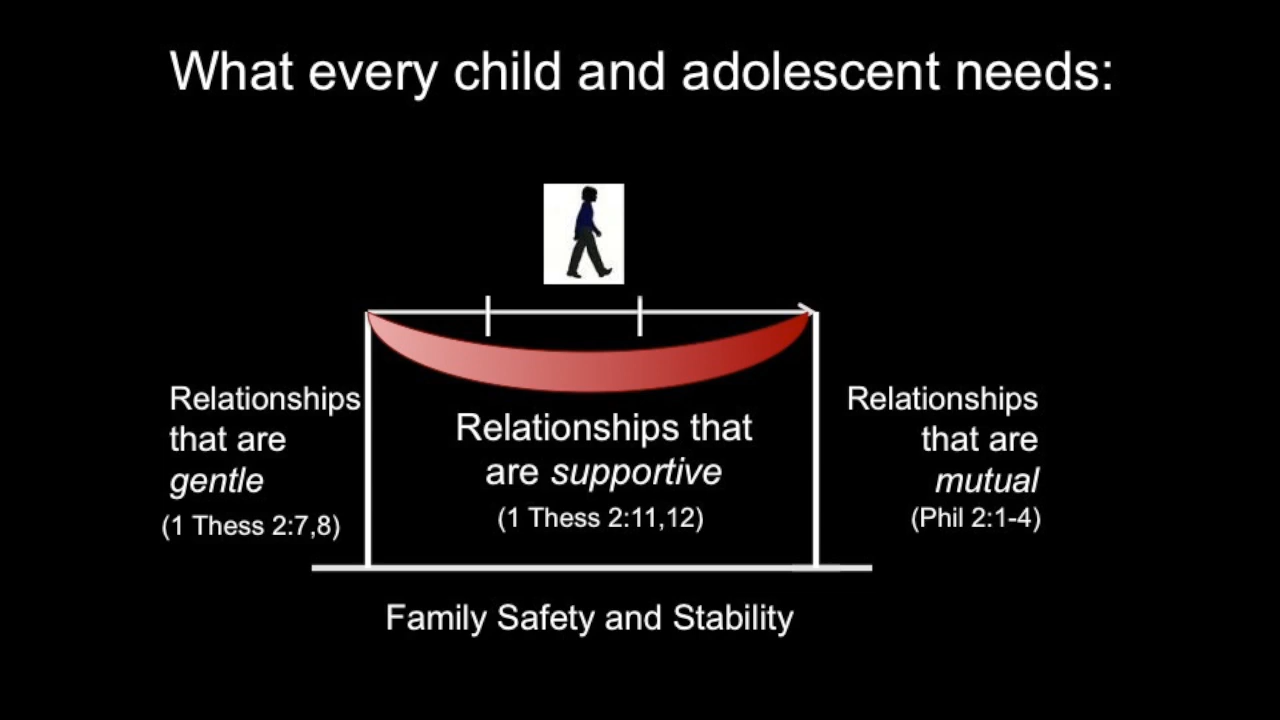 What every child and adolescent needs:
Relationships
that are
gentle
(1 Thess 2:7,8)
Relationships that
are supportive
(1 Thess 2:11,12)
Relationships
that are
mutual
(Phil 2:1-4)
Family Safety and Stability